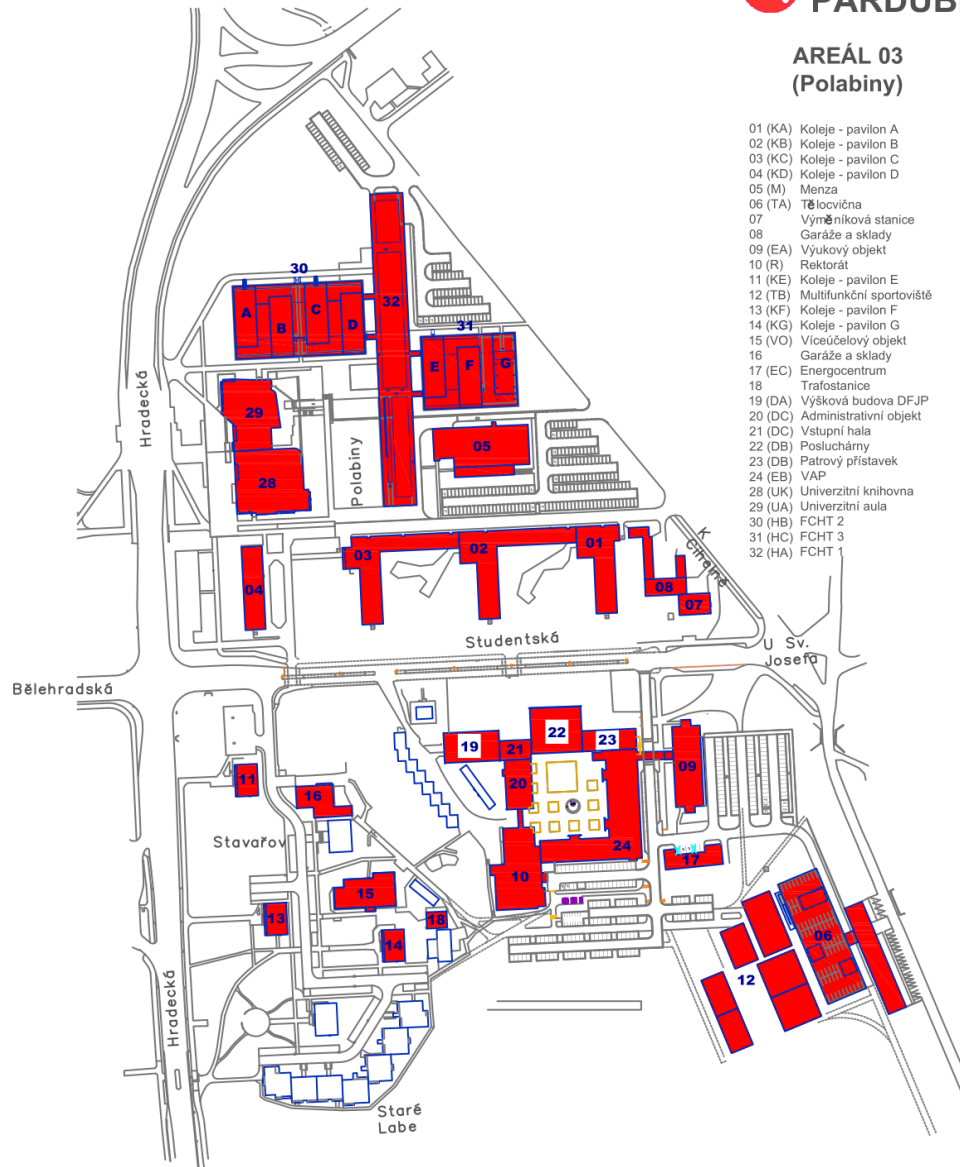 PARDUBI
AREÁL 03
(Polabiny)
01 (KA) Koleje - pavilon A
02 (KB) Koleje - pavilon B
03 (KC) Koleje - pavilon C
04 (KD) Koleje - pavilon D
05 (M) Menza
06 (TA) Tělocvična
07 Výměníková stanice
08 Garáže a sklady
09 (EA) Výukový objekt
10 (R) Rektorát
11 (KE) Koleje - pavilon E
12 (TB) Multifunkční sportoviště
13 (KF) Koleje - pavilon F
14 (KG) Koleje - pavilon G
15 (VO) Víceúčelový objekt
16 Garáže a sklady
17 (EC) Energocentrum
18 Trafostanice
19 (DA) Výšková budova DFJP
20 (DC) Administrativní objekt
21 (DC) Vstupní hala
22 (DB) Posluchárny
23 (DB) Patrový přístavek
24 (EB) VAP
28 (UK) Univerzitní knihovna
29 (UA) Univerzitní aula
30 (HB) FCHT 2
31 (HC) FCHT 3
32 (HA) FCHT 1
30
32
A
B
C
D
31
E
F
G
Hradecká
29
28
Polabiny
05
K Cihelně
03
02
01
04
08
07
Studentská
U Sv.
Josefa
Bělehradská
19
21
22
23
20
09
11
16
Stavařov
24
17
10
15
18
13
14
06
12
Hradecká
Staré
Labe